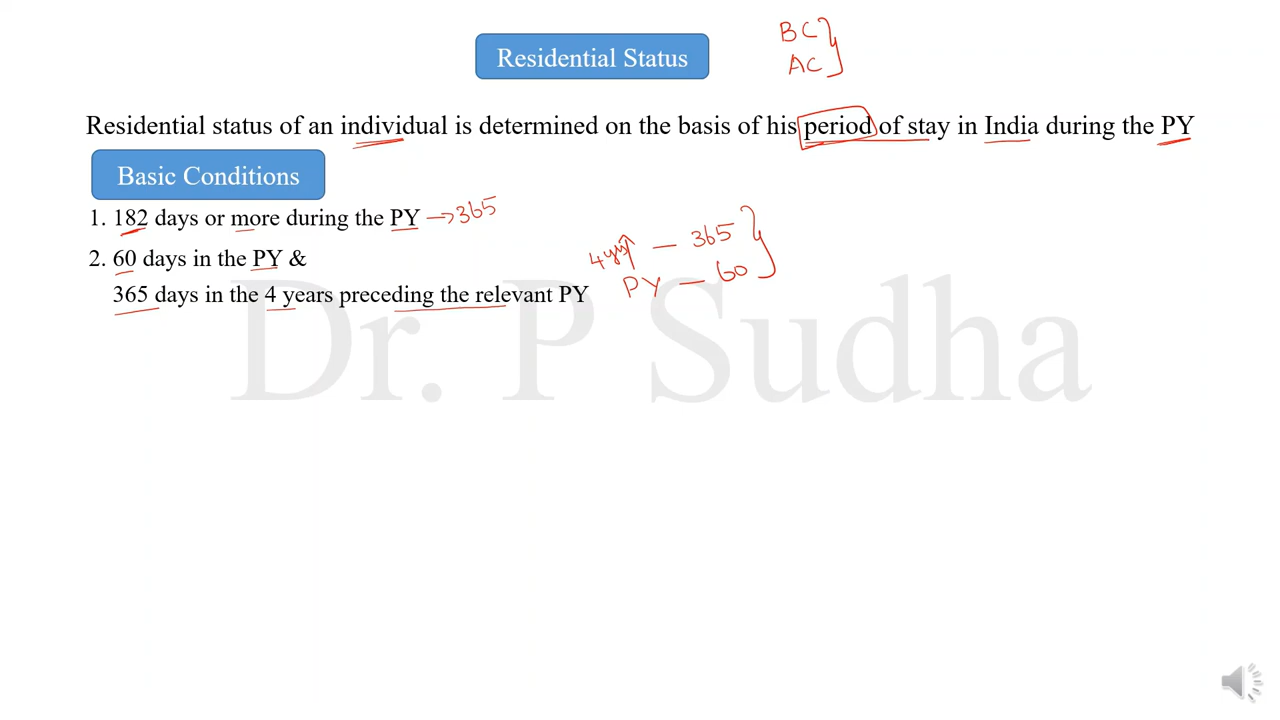 BC
AC
Residential Status
Residential status of an individual is determined on the basis of his period of stay in India during the PY
Basic Conditions
1. 182 days or more during the PY → 365
2. 60 days in the PY &
365 days in the 4 years preceding the relevant PY
4 yrs↑ — 365
PY — 60
Dr. P Sudha